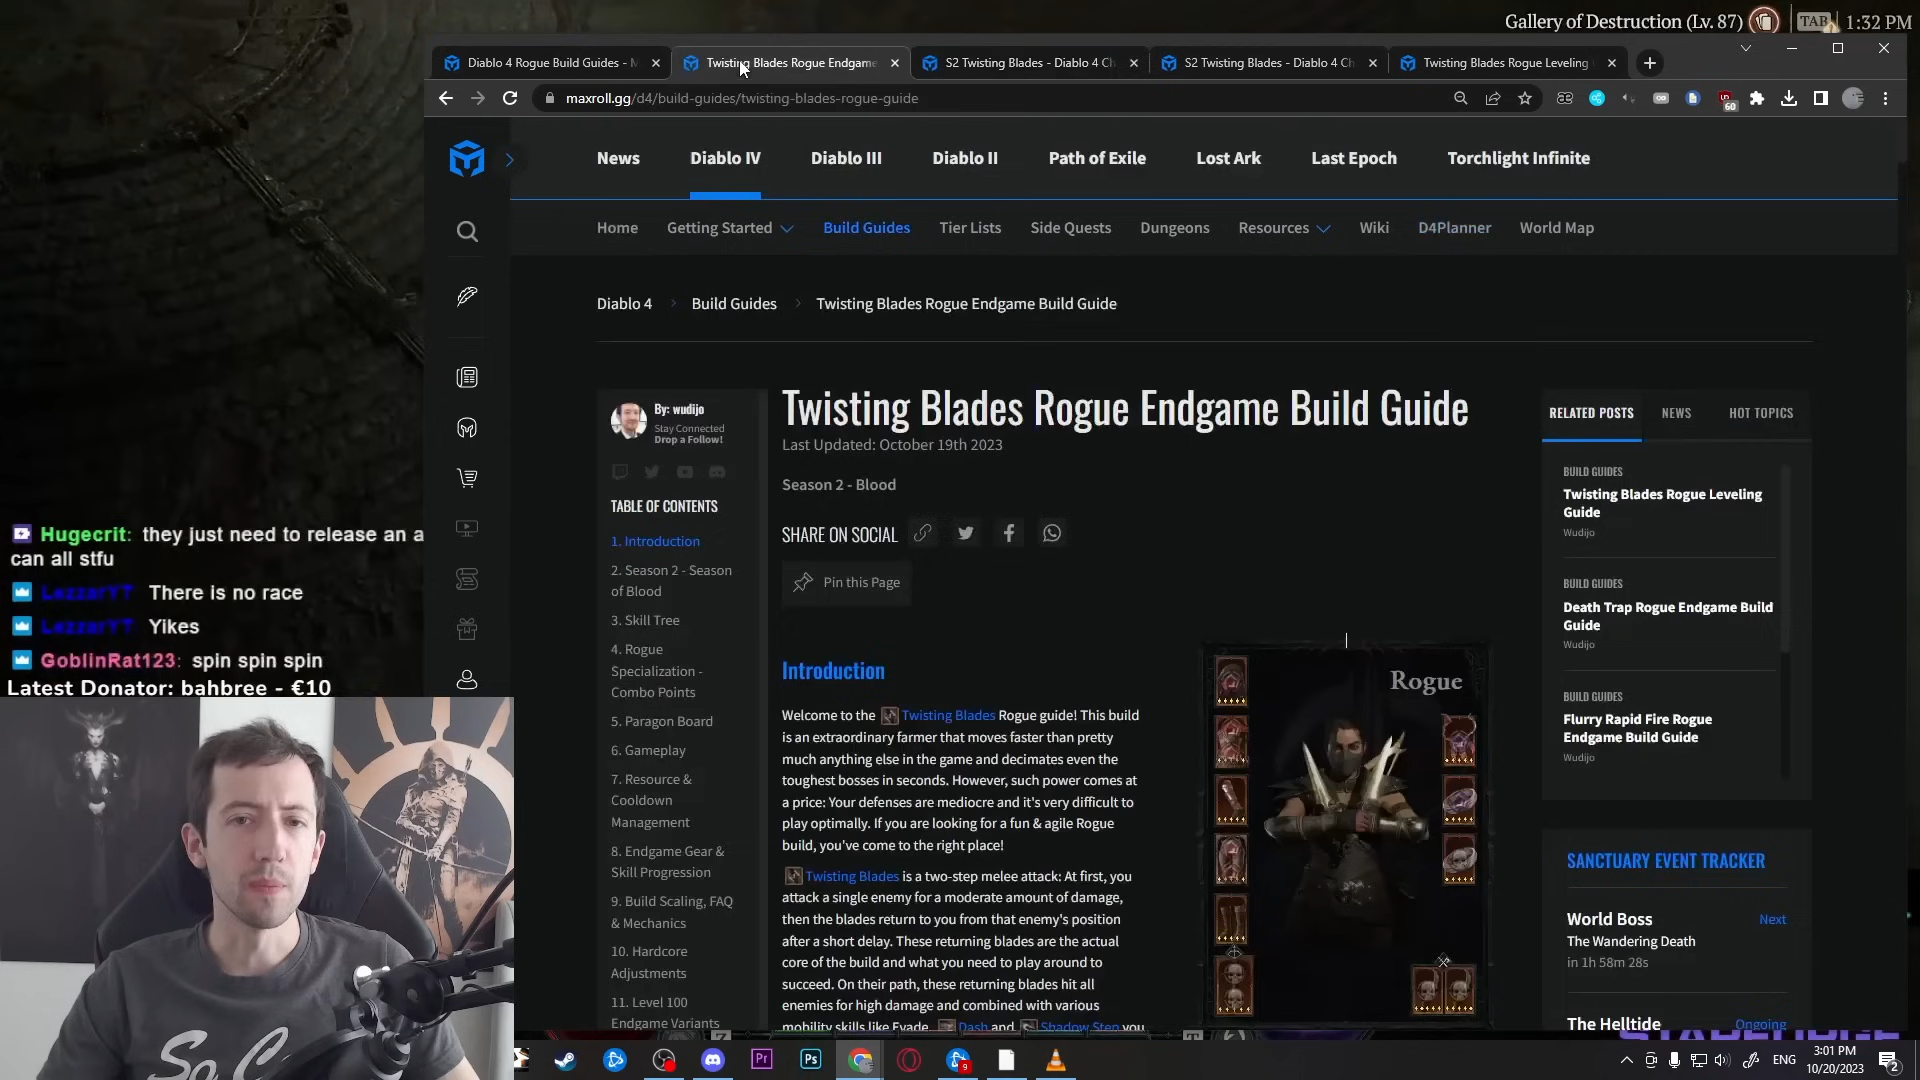 Gallery of Destruction (Lv. 87)
TAB
1:32 PM
Diablo 4 Rogue Build Guides - M
Twisting Blades Rogue Endgame
S2 Twisting Blades - Diablo 4 Ch
S2 Twisting Blades - Diablo 4 Ch
Twisting Blades Rogue Leveling
maxroll.gg/d4/build-guides/twisting-blades-rogue-guide
60
News
Diablo IV
Diablo III
Diablo II
Path of Exile
Lost Ark
Last Epoch
Torchlight Infinite
Home
Getting Started
Build Guides
Tier Lists
Side Quests
Dungeons
Resources
Wiki
D4Planner
World Map
Diablo 4
Build Guides
Twisting Blades Rogue Endgame Build Guide
By: wudijo
Stay Connected
Drop a Follow!
TABLE OF CONTENTS
1. Introduction
2. Season 2 - Season
of Blood
3. Skill Tree
4. Rogue
Specialization -
Combo Points
5. Paragon Board
6. Gameplay
7. Resource &
Cooldown
Management
8. Endgame Gear &
Skill Progression
9. Build Scaling, FAQ
& Mechanics
10. Hardcore
Adjustments
11. Level 100
Endgame Variants
Twisting Blades Rogue Endgame Build Guide
Last Updated: October 19th 2023
Season 2 - Blood
SHARE ON SOCIAL
Pin this Page
Introduction
Welcome to the Twisting Blades Rogue guide! This build
is an extraordinary farmer that moves faster than pretty
much anything else in the game and decimates even the
toughest bosses in seconds. However, such power comes at
a price: Your defenses are mediocre and it's very difficult to
play optimally. If you are looking for a fun & agile Rogue
build, you've come to the right place!
Twisting Blades is a two-step melee attack: At first, you
attack a single enemy for a moderate amount of damage,
then the blades return to you from that enemy's position
after a short delay. These returning blades are the actual
core of the build and what you need to play around to
succeed. On their path, these returning blades hit all
enemies for high damage and combined with various
mobility skills like Evade, Dash and Shadow Step you
Rogue
RELATED POSTS
NEWS
HOT TOPICS
BUILD GUIDES
Twisting Blades Rogue Leveling
Guide
Wudijo
BUILD GUIDES
Death Trap Rogue Endgame Build
Guide
Wudijo
BUILD GUIDES
Flurry Rapid Fire Rogue
Endgame Build Guide
Wudijo
SANCTUARY EVENT TRACKER
World Boss
Next
The Wandering Death
in 1h 58m 28s
The Helltide
Ongoing
Hugecrit: they just need to release an a
can all stfu
LezzarYT There is no race
LezzarYT Yikes
GoblinRat123: spin spin spin
Latest Donator: bahbree - €10
Pr
Ps
9
ENG
3:01 PM
10/20/2023
2